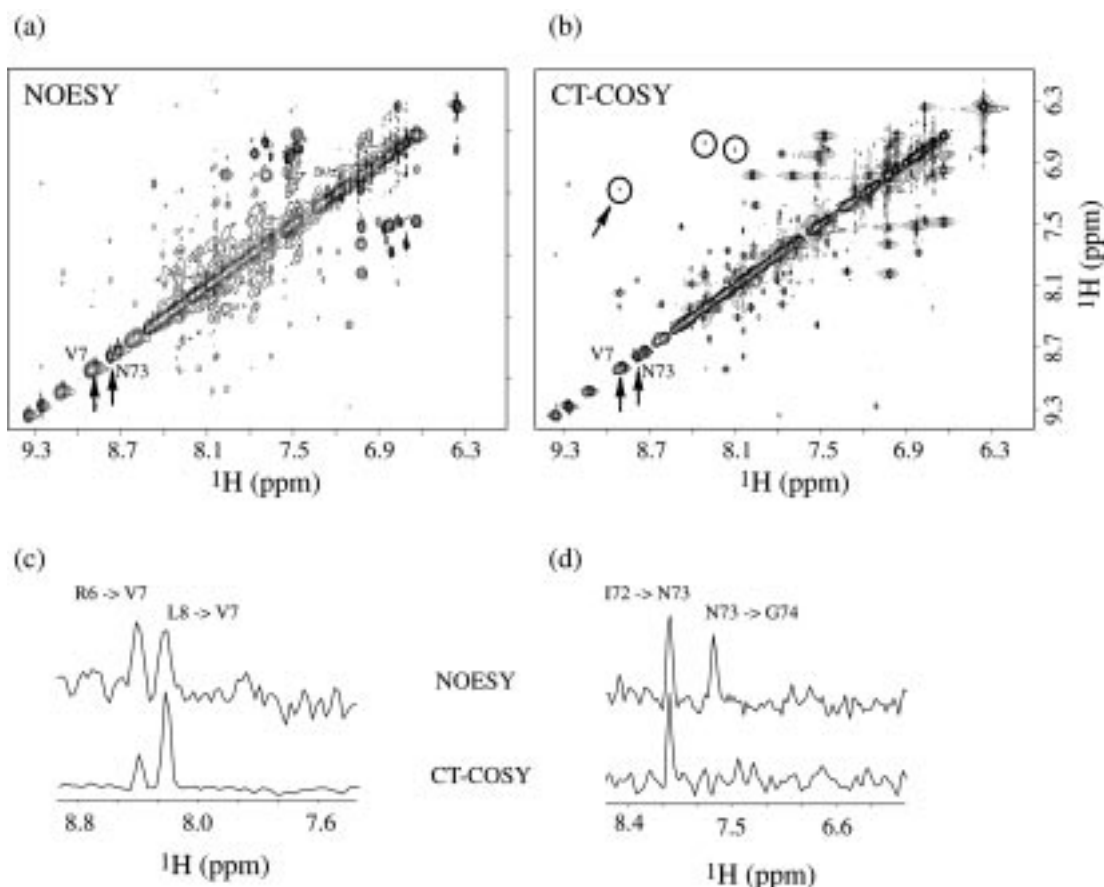 (a)
(b)
NOESY
CT-COSY
V7
N73
V7
N73
6.3
6.9
7.5
8.1
8.7
9.3
1H (ppm)
9.3 8.7 8.1 7.5 6.9 6.3
1H (ppm)
9.3 8.7 8.1 7.5 6.9 6.3
1H (ppm)
(c)
(d)
R6 -> V7
L8 -> V7
I72 -> N73
N73 -> G74
NOESY
CT-COSY
8.8 8.0 7.6
1H (ppm)
8.4 7.5 6.6
1H (ppm)